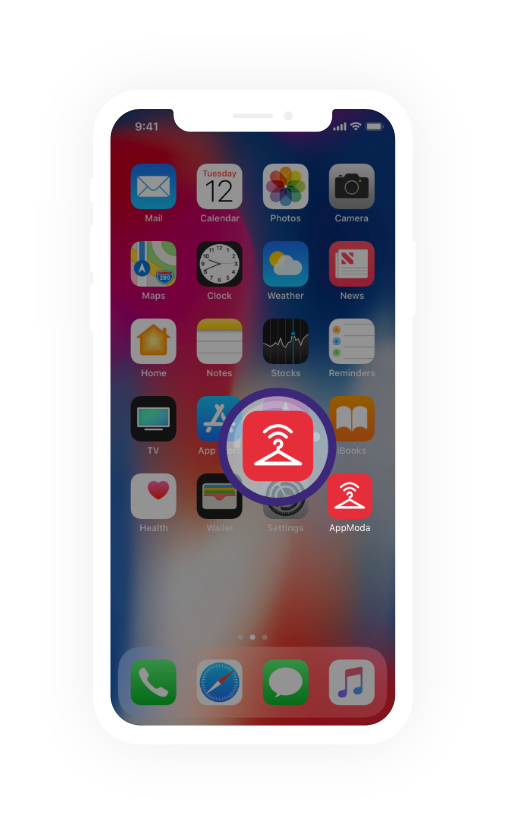 9:41
Tuesday
12
Mail
Calendar
Photos
Camera
280
Maps
Clock
Weather
News
Home
Notes
Stocks
Reminders
TV
App
iBooks
Health
Wallet
Settings
AppModa